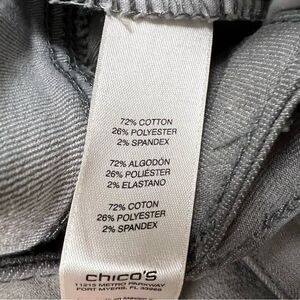 72% COTTON
26% POLYESTER
2% SPANDEX
72% ALGODÓN
26% POLIÉSTER
2% ELASTANO
72% COTON
26% POLYESTER
2% SPANDEX
chico's
11215 METRO PARKWAY
FORT MYERS, FL 33966